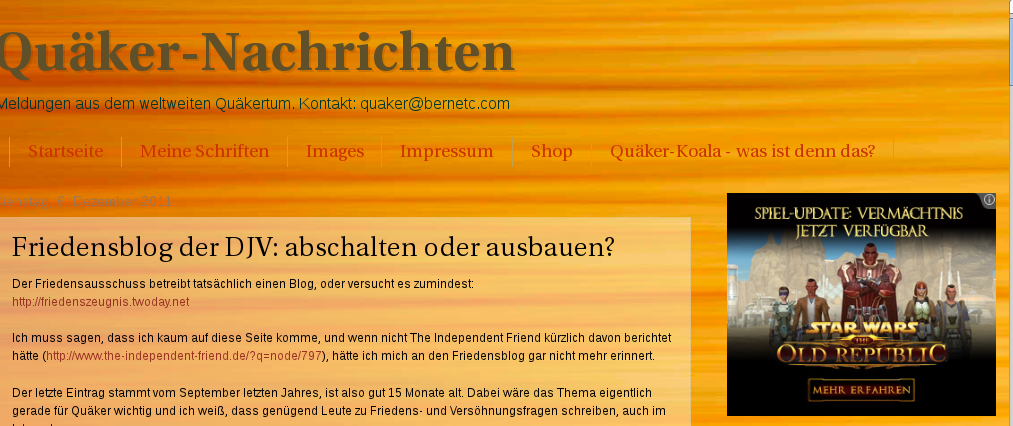 Quäker-Nachrichten
Meldungen aus dem weltweiten Quäkertum. Kontakt: quaker@bernetc.com
Startseite Meine Schriften Images Impressum Shop Quäker-Koala - was ist denn das?
Dezember 2011
Friedensblog der DJV: abschalten oder ausbauen?
Der Friedensausschuss betreibt tatsächlich einen Blog, oder versucht es zumindest:
http://friedenszeugnis.twoday.net
Ich muss sagen, dass ich kaum auf diese Seite komme, und wenn nicht The Independent Friend kürzlich davon berichtet
hätte (http://www.the-independent-friend.de/?q=node/797), hätte ich mich an den Friedensblog gar nicht mehr erinnert.
Der letzte Eintrag stammt vom September letzten Jahres, ist also gut 15 Monate alt. Dabei wäre das Thema eigentlich
gerade für Quäker wichtig und ich weiß, dass genügend Leute zu Friedens- und Versöhnungsfragen schreiben, auch im
SPIEL-UPDATE: VERMÄCHTNIS
JETZT VERFÜGBAR
STAR WARS
THE
OLD REPUBLIC
MEHR ERFAHREN